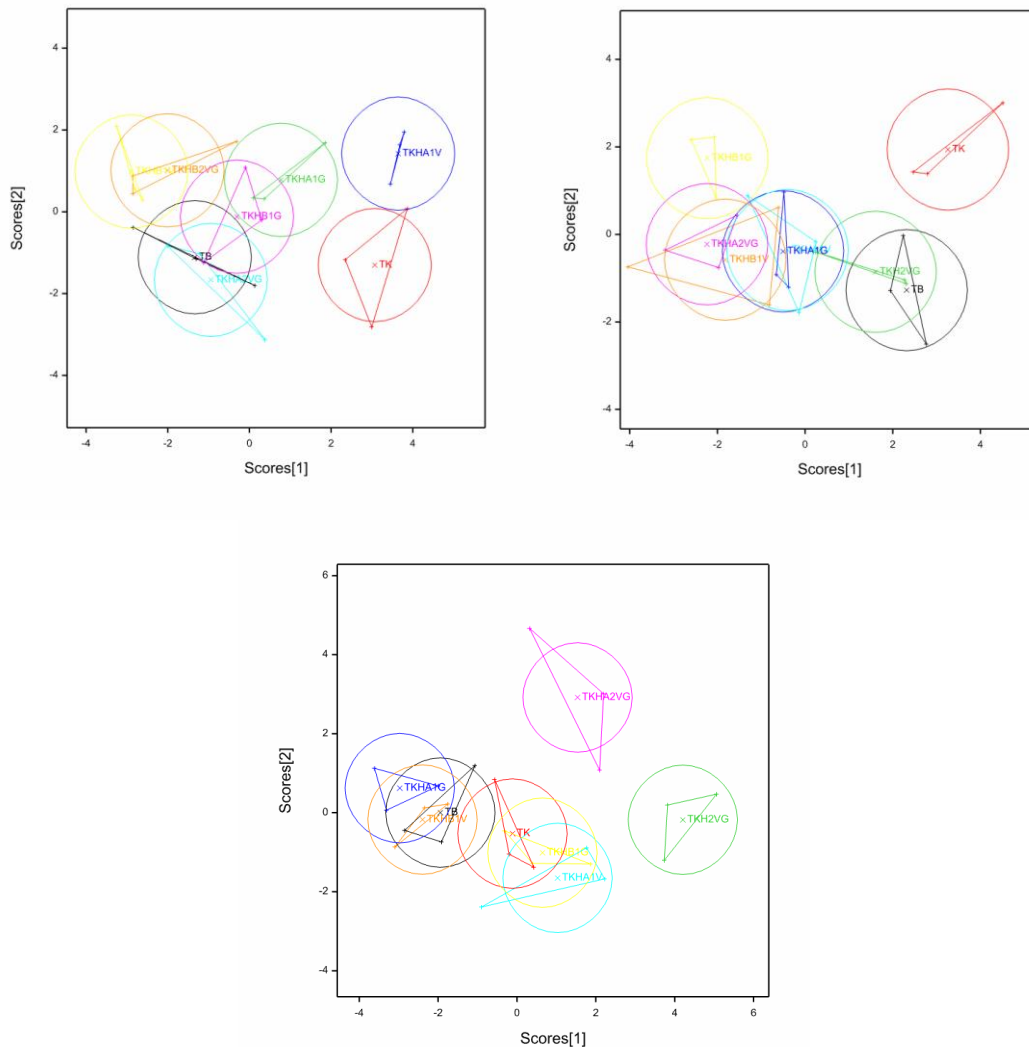 Scores[2]
4
2
0
-2
-4
TKHA1V
TKHB2VG
TKHA1G
TKHB1G
TB
TK
-4
-2
0
2
4
Scores[1]
Scores[2]
4
2
0
-2
-4
TK
TKHB1G
TKHA2VG
TKHA1G
TKHB1V
TKH2VG
TB
-4
-2
0
2
4
Scores[1]
Scores[2]
6
4
2
0
-2
-4
TKHA2VG
TKHA1G
TB
TKHB1V
TKH2VG
TK
TKHB1G
TKHA1V
-4
-2
0
2
4
6
Scores[1]